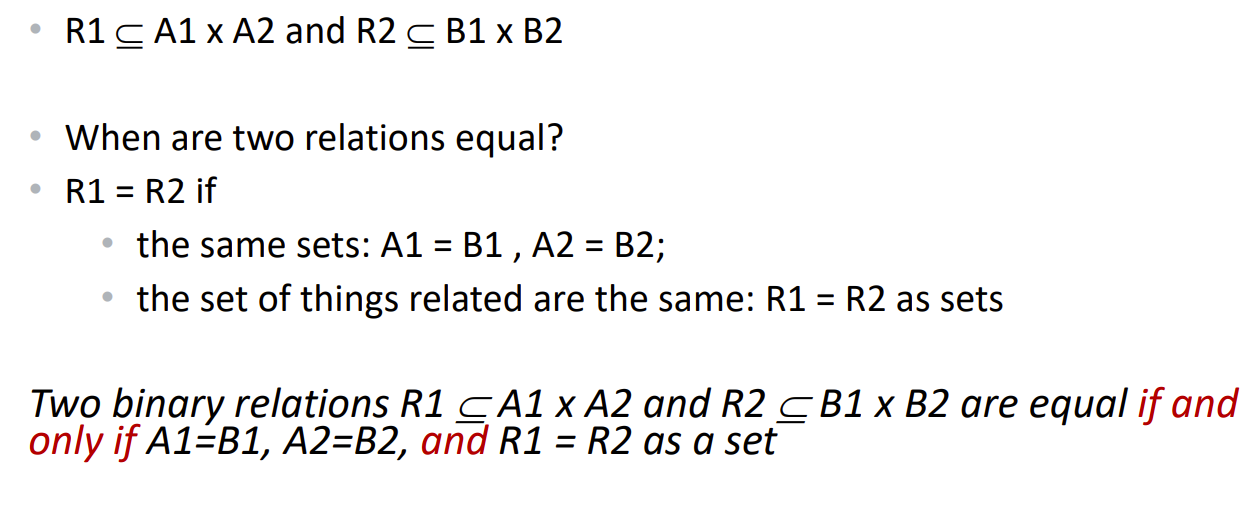 • R1 ⊆ A1 x A2 and R2 ⊆ B1 x B2
• When are two relations equal?
• R1 = R2 if
• the same sets: A1 = B1 , A2 = B2;
• the set of things related are the same: R1 = R2 as sets
Two binary relations R1 ⊆ A1 x A2 and R2 ⊆ B1 x B2 are equal if and
only if A1=B1, A2=B2, and R1 = R2 as a set